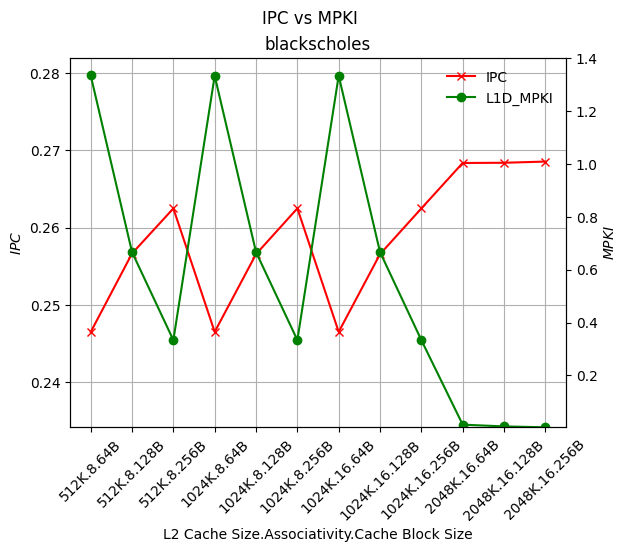 IPC vs MPKI
blackscholes
IPC
L1D_MPKI
0.28
0.27
0.26
0.25
0.24
IPC
1.4
1.2
1.0
0.8
0.6
0.4
0.2
MPKI
512K.8.64B
512K.8.128B
512K.8.256B
1024K.8.64B
1024K.8.128B
1024K.8.256B
1024K.16.64B
1024K.16.128B
1024K.16.256B
2048K.16.64B
2048K.16.128B
2048K.16.256B
L2 Cache Size.Associativity.Cache Block Size